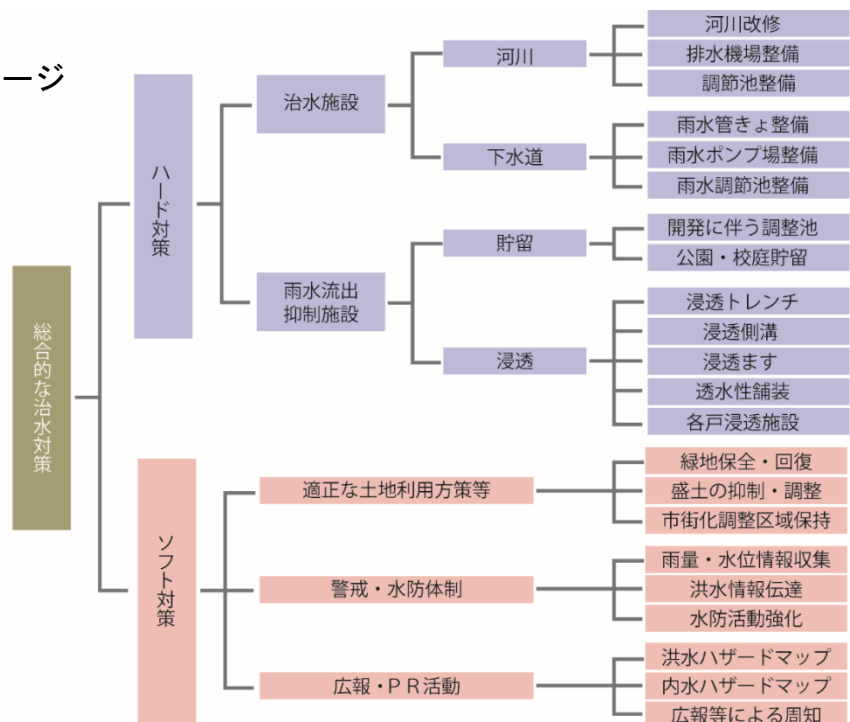 ージ
総合的な治水対策
ハード対策
治水施設
河川
河川改修
排水機場整備
調節池整備
下水道
雨水管きょ整備
雨水ポンプ場整備
雨水調節池整備
雨水流出
抑制施設
貯留
開発に伴う調整池
公園・校庭貯留
浸透
浸透トレンチ
浸透側溝
浸透ます
透水性舗装
各戸浸透施設
ソフト対策
適正な土地利用方策等
緑地保全・回復
盛土の抑制・調整
市街化調整区域保持
警戒・水防体制
雨量・水位情報収集
洪水情報伝達
水防活動強化
広報・ＰＲ活動
洪水ハザードマップ
内水ハザードマップ
広報等による周知